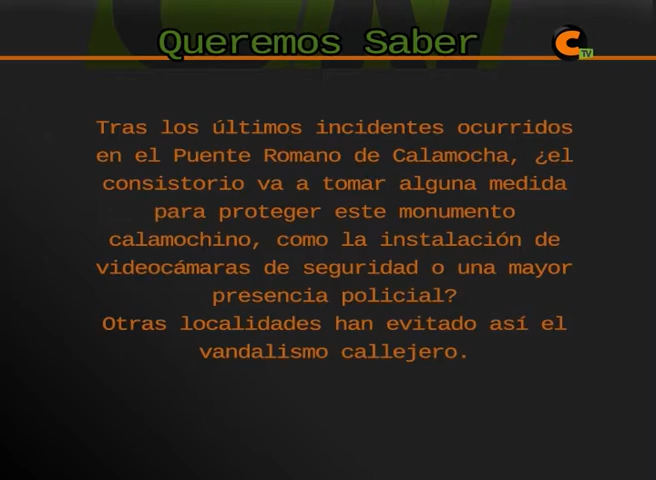 Queremos Saber
C
TV
Tras los últimos incidentes ocurridos
en el Puente Romano de Calamocha, ¿el
consistorio va a tomar alguna medida
para proteger este monumento
calamochino, como la instalación de
videocámaras de seguridad o una mayor
presencia policial?
Otras localidades han evitado así el
vandalismo callejero.